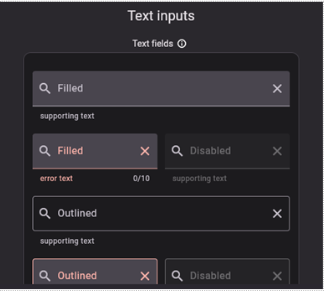 Text inputs
Text fields
Filled
supporting text
Filled
Disabled
error text 0/10
supporting text
Outlined
supporting text
Outlined
Disabled